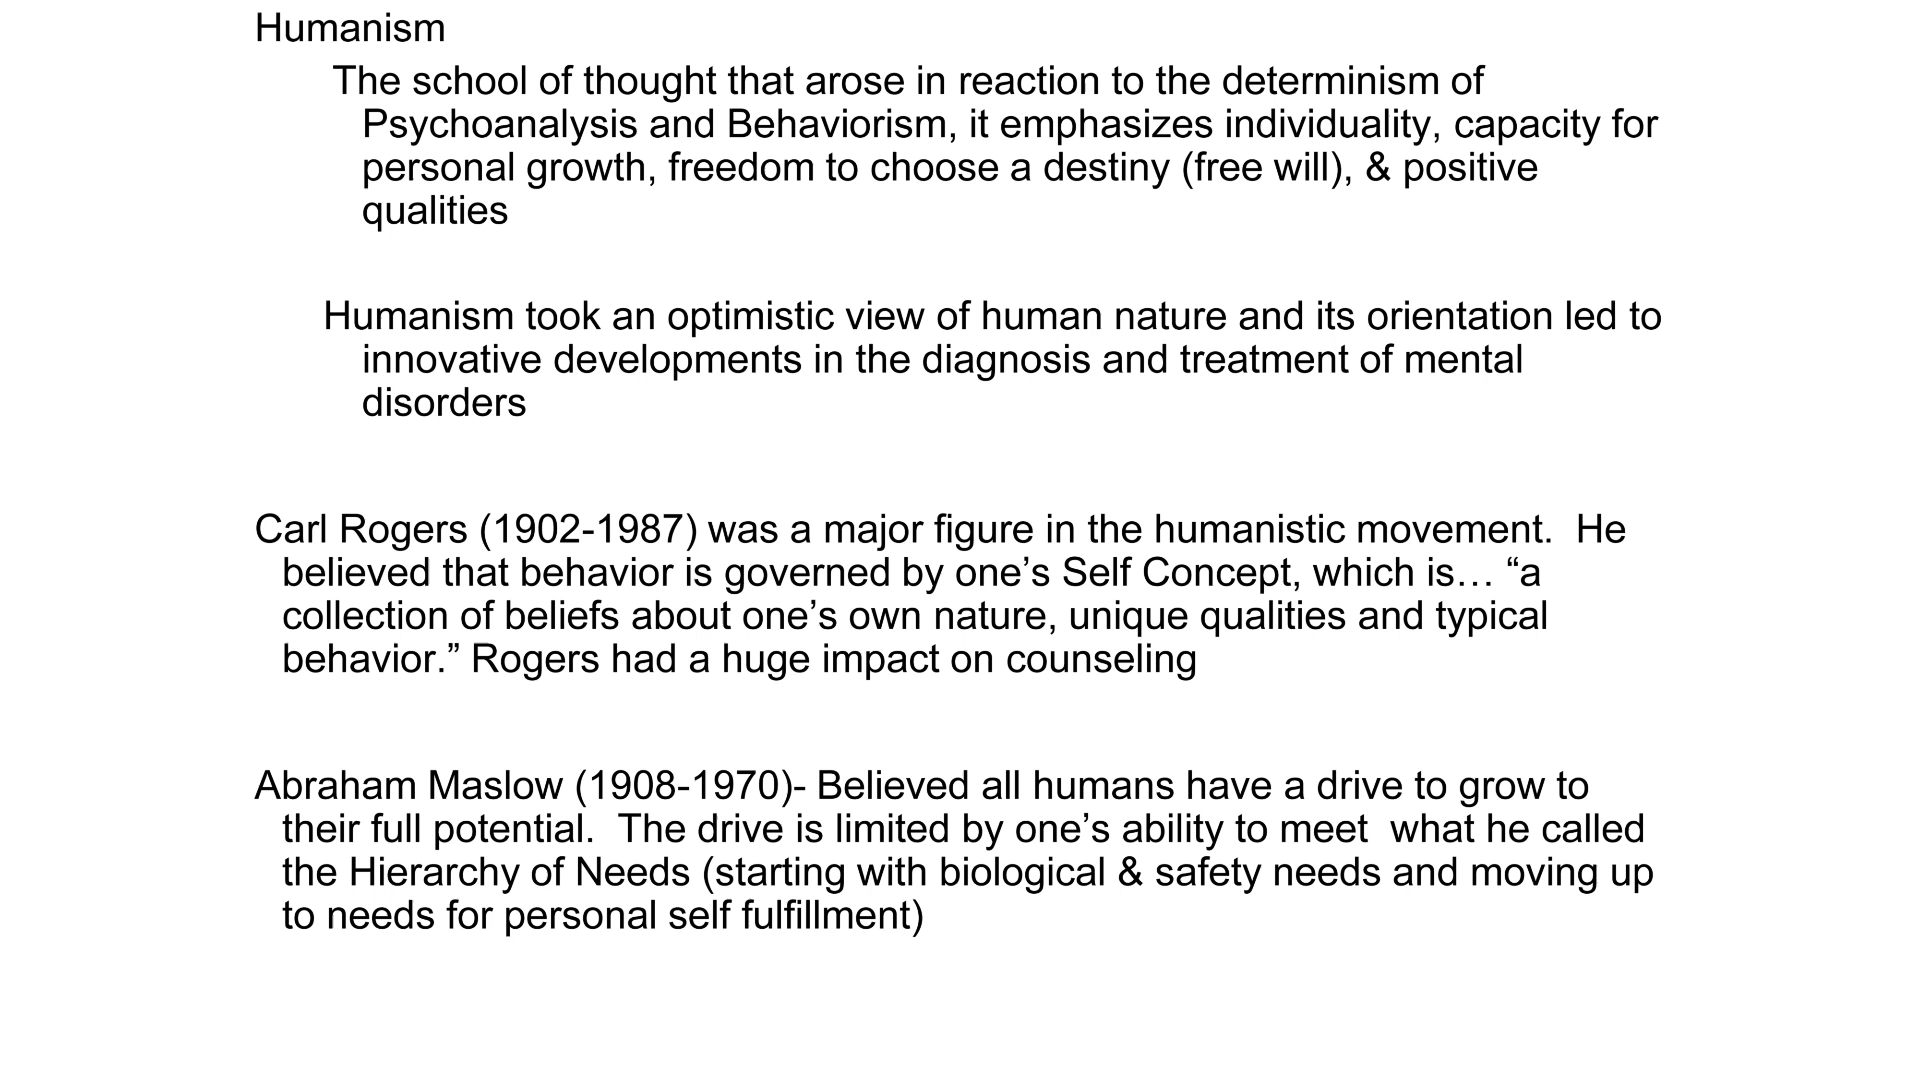 Humanism
The school of thought that arose in reaction to the determinism of
Psychoanalysis and Behaviorism, it emphasizes individuality, capacity for
personal growth, freedom to choose a destiny (free will), & positive
qualities
Humanism took an optimistic view of human nature and its orientation led to
innovative developments in the diagnosis and treatment of mental
disorders
Carl Rogers (1902-1987) was a major figure in the humanistic movement.  He
believed that behavior is governed by one’s Self Concept, which is… “a
collection of beliefs about one’s own nature, unique qualities and typical
behavior.” Rogers had a huge impact on counseling
Abraham Maslow (1908-1970)- Believed all humans have a drive to grow to
their full potential.  The drive is limited by one’s ability to meet  what he called
the Hierarchy of Needs (starting with biological & safety needs and moving up
to needs for personal self fulfillment)